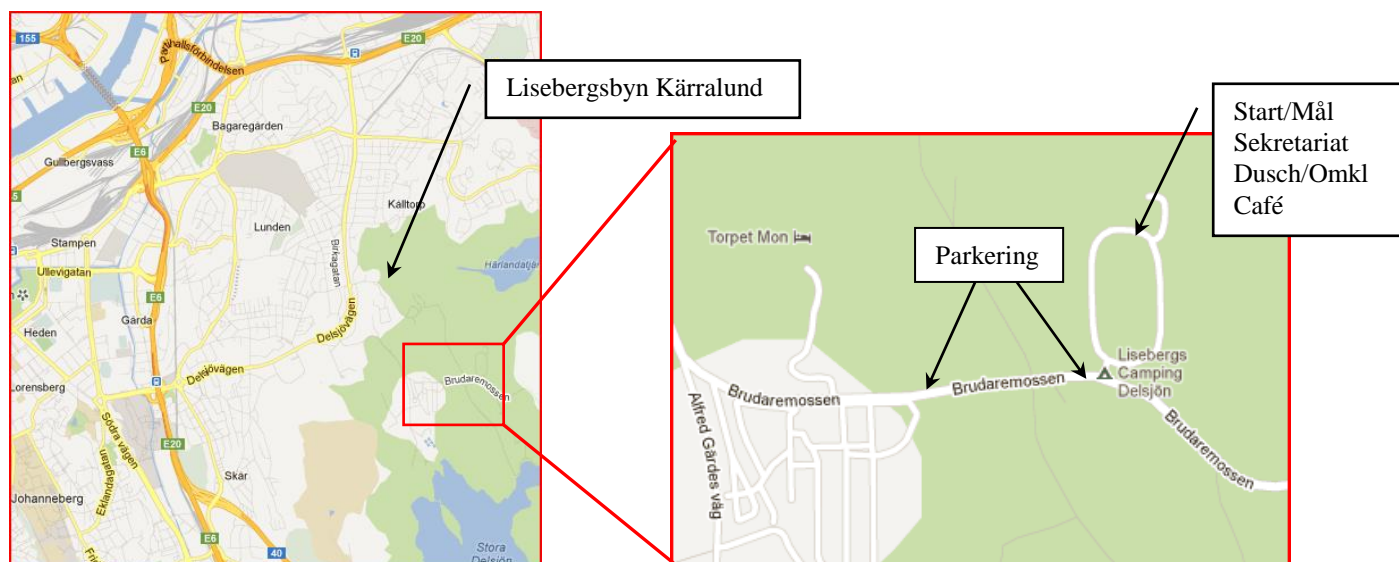 155
Partihallsförbindelsen
E20
E20
Lisebergsbyn Kärralund
Bagaregården
E6
Gullbergsvass
Kålltorp
Lunden
Stampen
Birkagatan
Härlandatjär
Ullevigatan
E6
Heden
Gårda
Delsjövägen
Delsjövägen
Lorensberg
Brudaremossen
Södra vägen
Eklandagatan
E20
Skår
Johanneberg
E6
40
Stora
Delsjön
Start/Mål
Sekretariat
Dusch/Omkl
Café
Torpet Mon
Parkering
Lisebergs
Camping
Delsjön
Brudaremossen
Brudaremossen
Brudaremossen
Alfred Gärdes väg